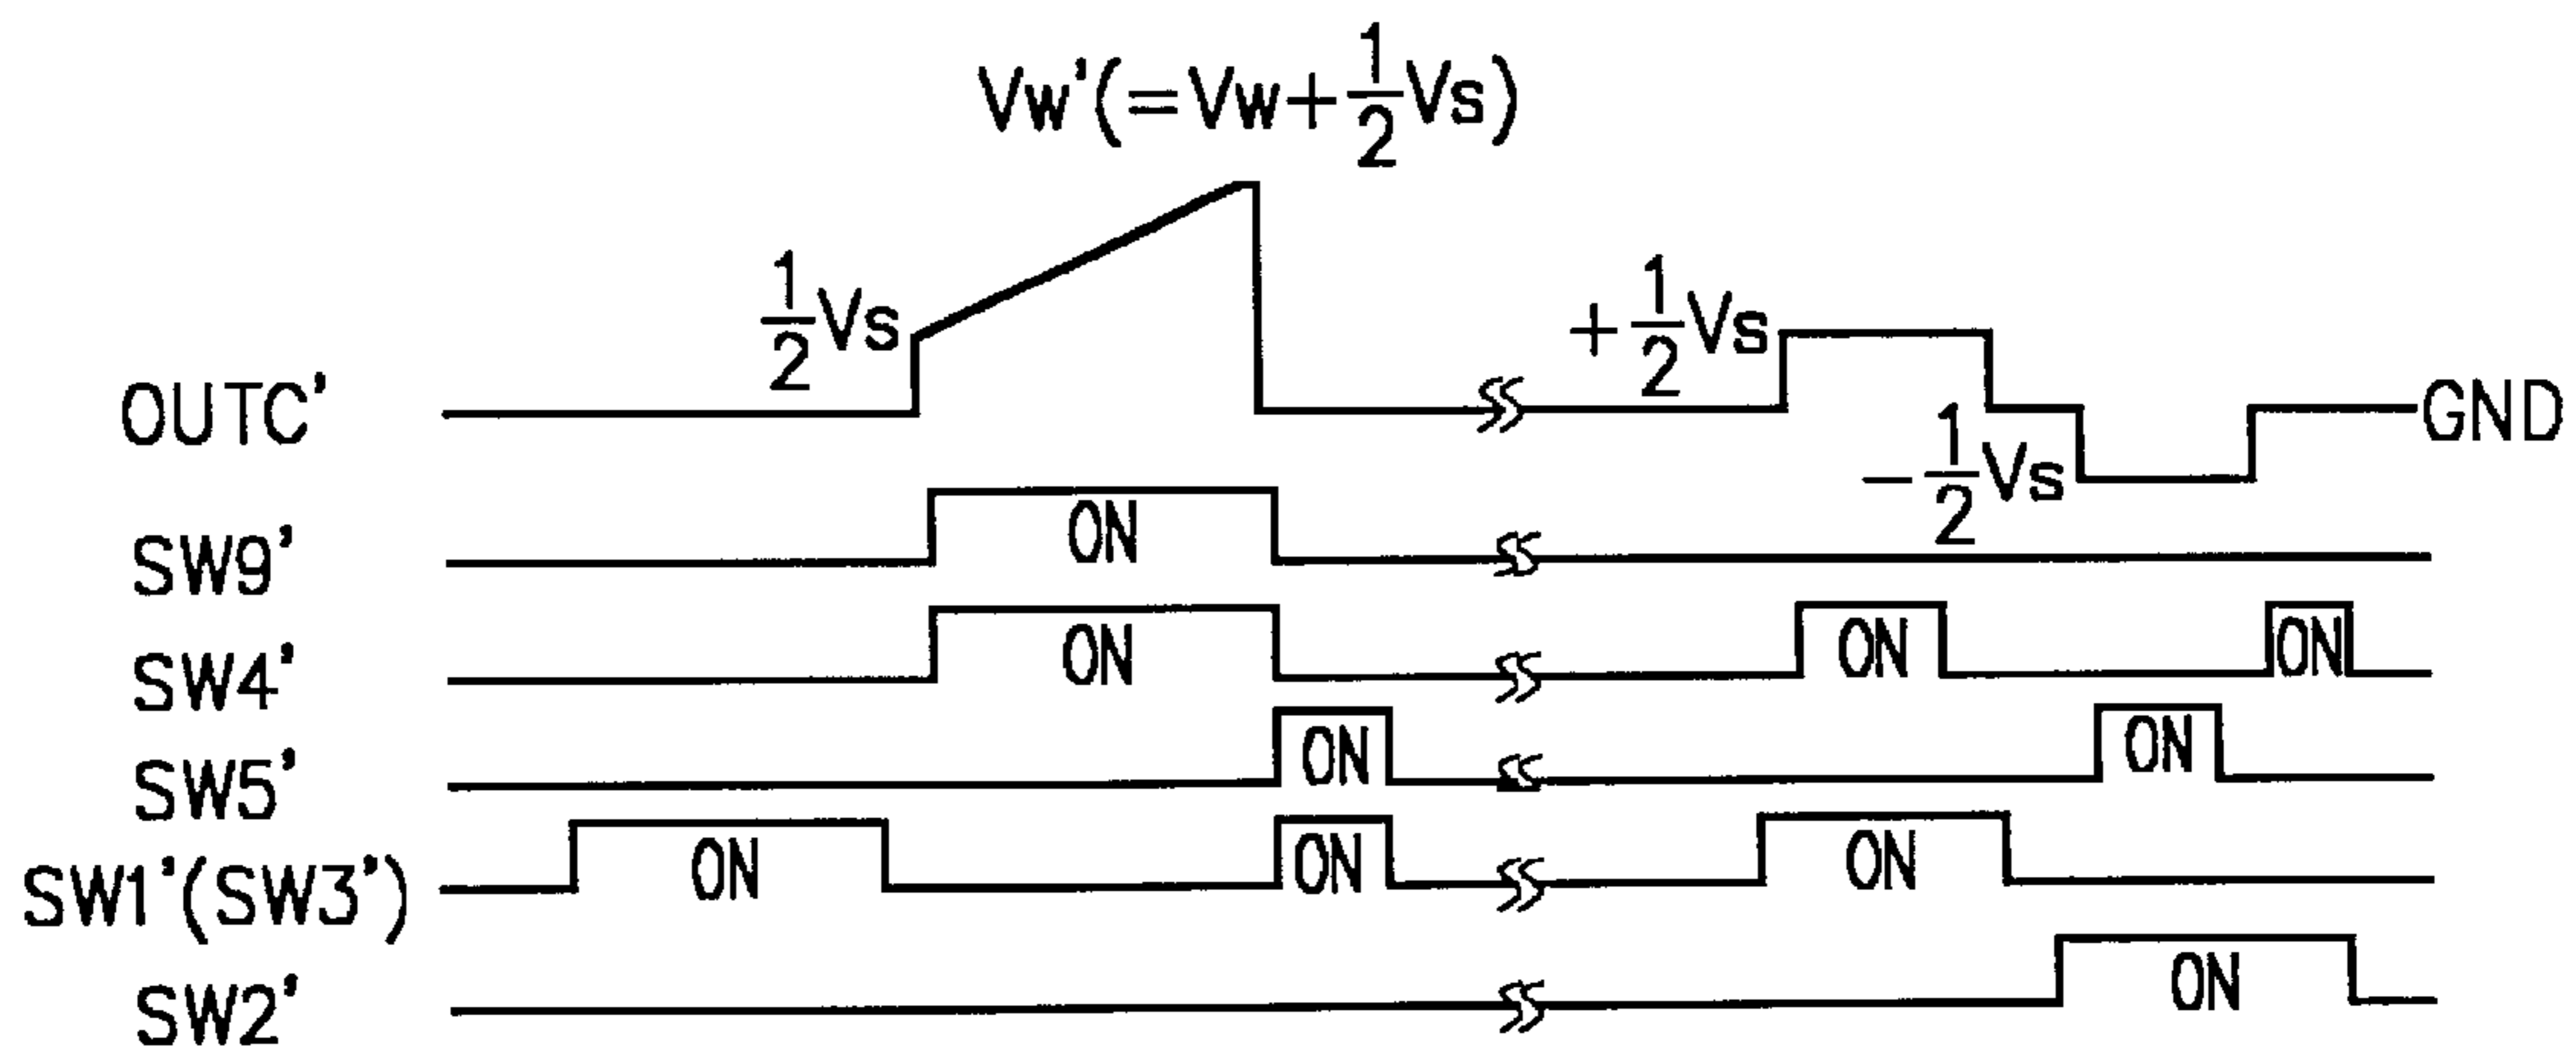 Vw'(=Vw+1/2Vs)
1/2Vs
+1/2Vs
OUTC'
GND
-1/2Vs
SW9'
ON
SW4'
ON
ON
ON
SW5'
ON
ON
SW1'(SW3')
ON
ON
ON
SW2'
ON